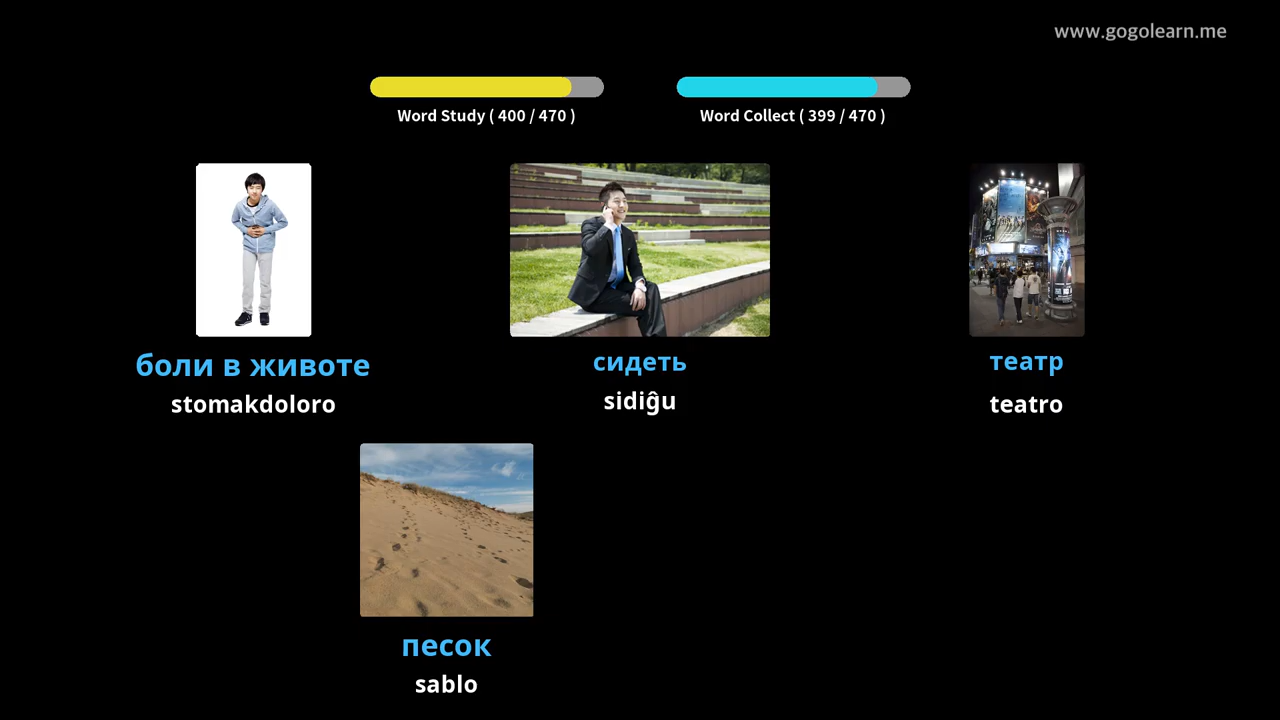 www.gogolearn.me
Word Study ( 400 / 470 )
Word Collect ( 399 / 470 )
боли в животе
stomakdoloro
сидеть
sidiĝu
театр
teatro
песок
sablo